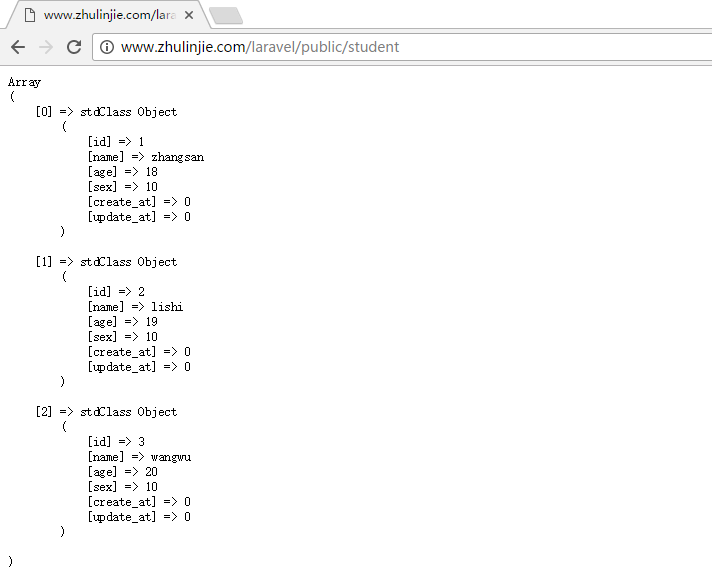 www.zhulinjie.com/lara
www.zhulinjie.com/laravel/public/student
Array
(
    [0] => stdClass Object
        (
            [id] => 1
            [name] => zhangsan
            [age] => 18
            [sex] => 10
            [create_at] => 0
            [update_at] => 0
        )

    [1] => stdClass Object
        (
            [id] => 2
            [name] => lishi
            [age] => 19
            [sex] => 10
            [create_at] => 0
            [update_at] => 0
        )

    [2] => stdClass Object
        (
            [id] => 3
            [name] => wangwu
            [age] => 20
            [sex] => 10
            [create_at] => 0
            [update_at] => 0
        )

)